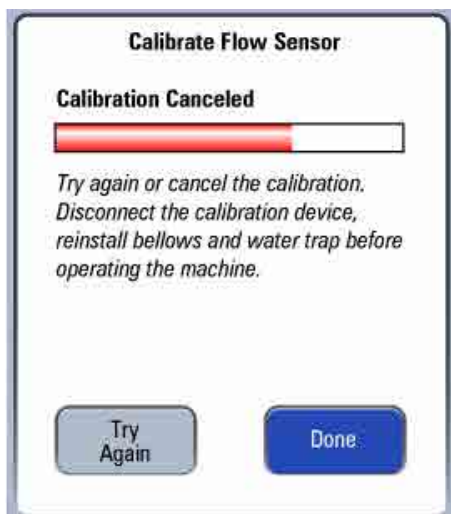 Calibrate Flow Sensor
Calibration Canceled
Try again or cancel the calibration.
Disconnect the calibration device,
reinstall bellows and water trap before
operating the machine.
Try
Again
Done